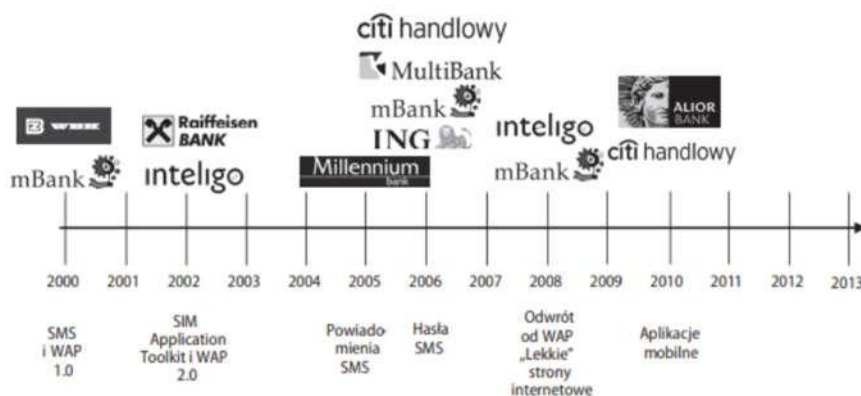 citi handlowy
MultiBank
mBank
ING
Millennium
bank
BZ WBK
mBank
Raiffeisen
BANK
inteligo
inteligo
mBank
ALIOR
BANK
citi handlowy
2000 2001 2002 2003 2004 2005 2006 2007 2008 2009 2010 2011 2012 2013
SMS
i WAP
1.0
SIM
Application
Toolkit i WAP
2.0
Powiado-
mienia
SMS
Hasła
SMS
Odwrót
od WAP
„Lekkie”
strony
internetowe
Aplikacje
mobilne